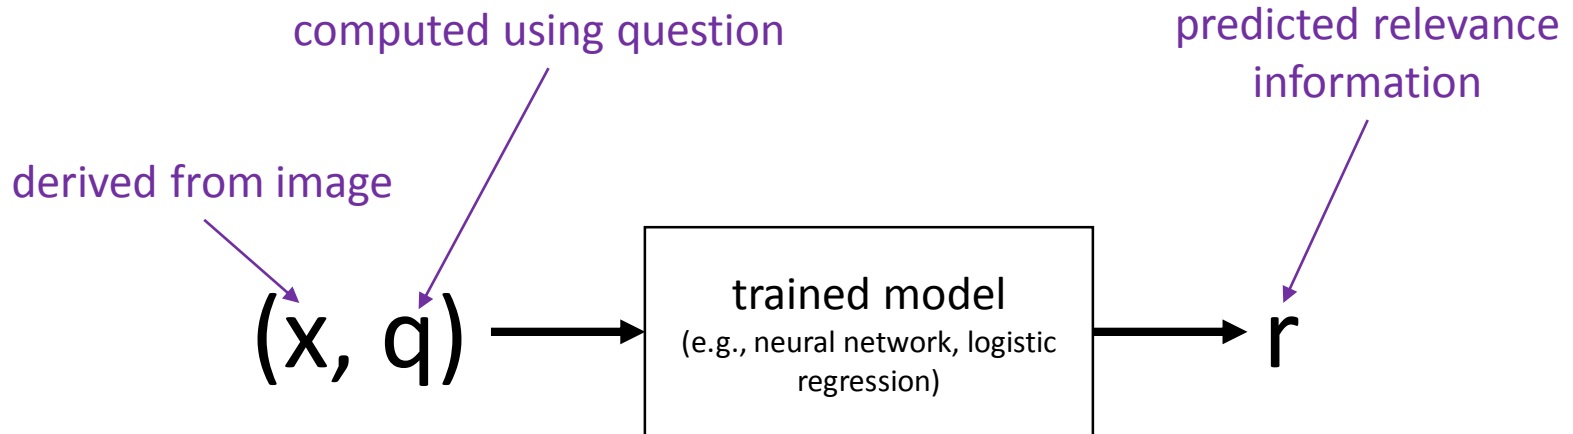 computed using question
predicted relevance
information
derived from image
(x, q)
trained model
(e.g., neural network, logistic
regression)
r